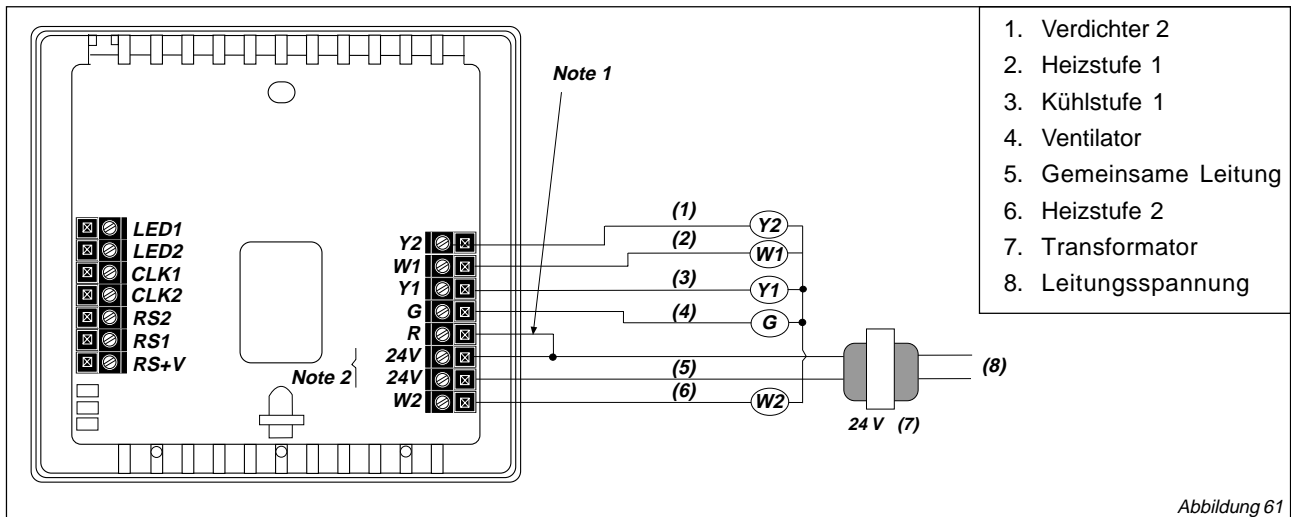 1. Verdichter 2
2. Heizstufe 1
3. Kühlstufe 1
4. Ventilator
5. Gemeinsame Leitung
6. Heizstufe 2
7. Transformator
8. Leitungsspannung
Note 1
LED1
LED2
CLK1
CLK2
RS2
RS1
RS+V
Note 2
Y2
W1
Y1
G
R
24V
24V
W2
(1)
(2)
(3)
(4)
(5)
(6)
Y2
W1
Y1
G
W2
24 V (7)
(8)
Abbildung 61